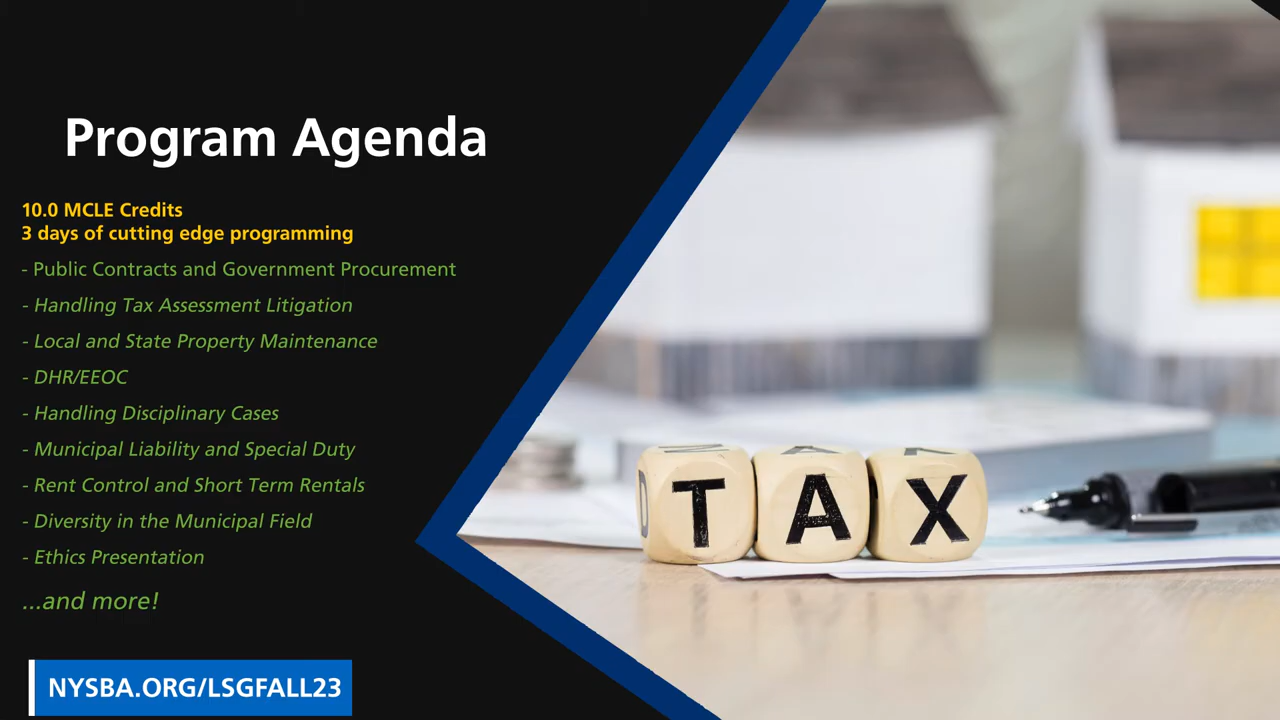 Program Agenda
10.0 MCLE Credits
3 days of cutting edge programming
- Public Contracts and Government Procurement
- Handling Tax Assessment Litigation
- Local and State Property Maintenance
- DHR/EEOC
- Handling Disciplinary Cases
- Municipal Liability and Special Duty
- Rent Control and Short Term Rentals
- Diversity in the Municipal Field
- Ethics Presentation
...and more!
NYSBA.ORG/LSGFALL23
TAX